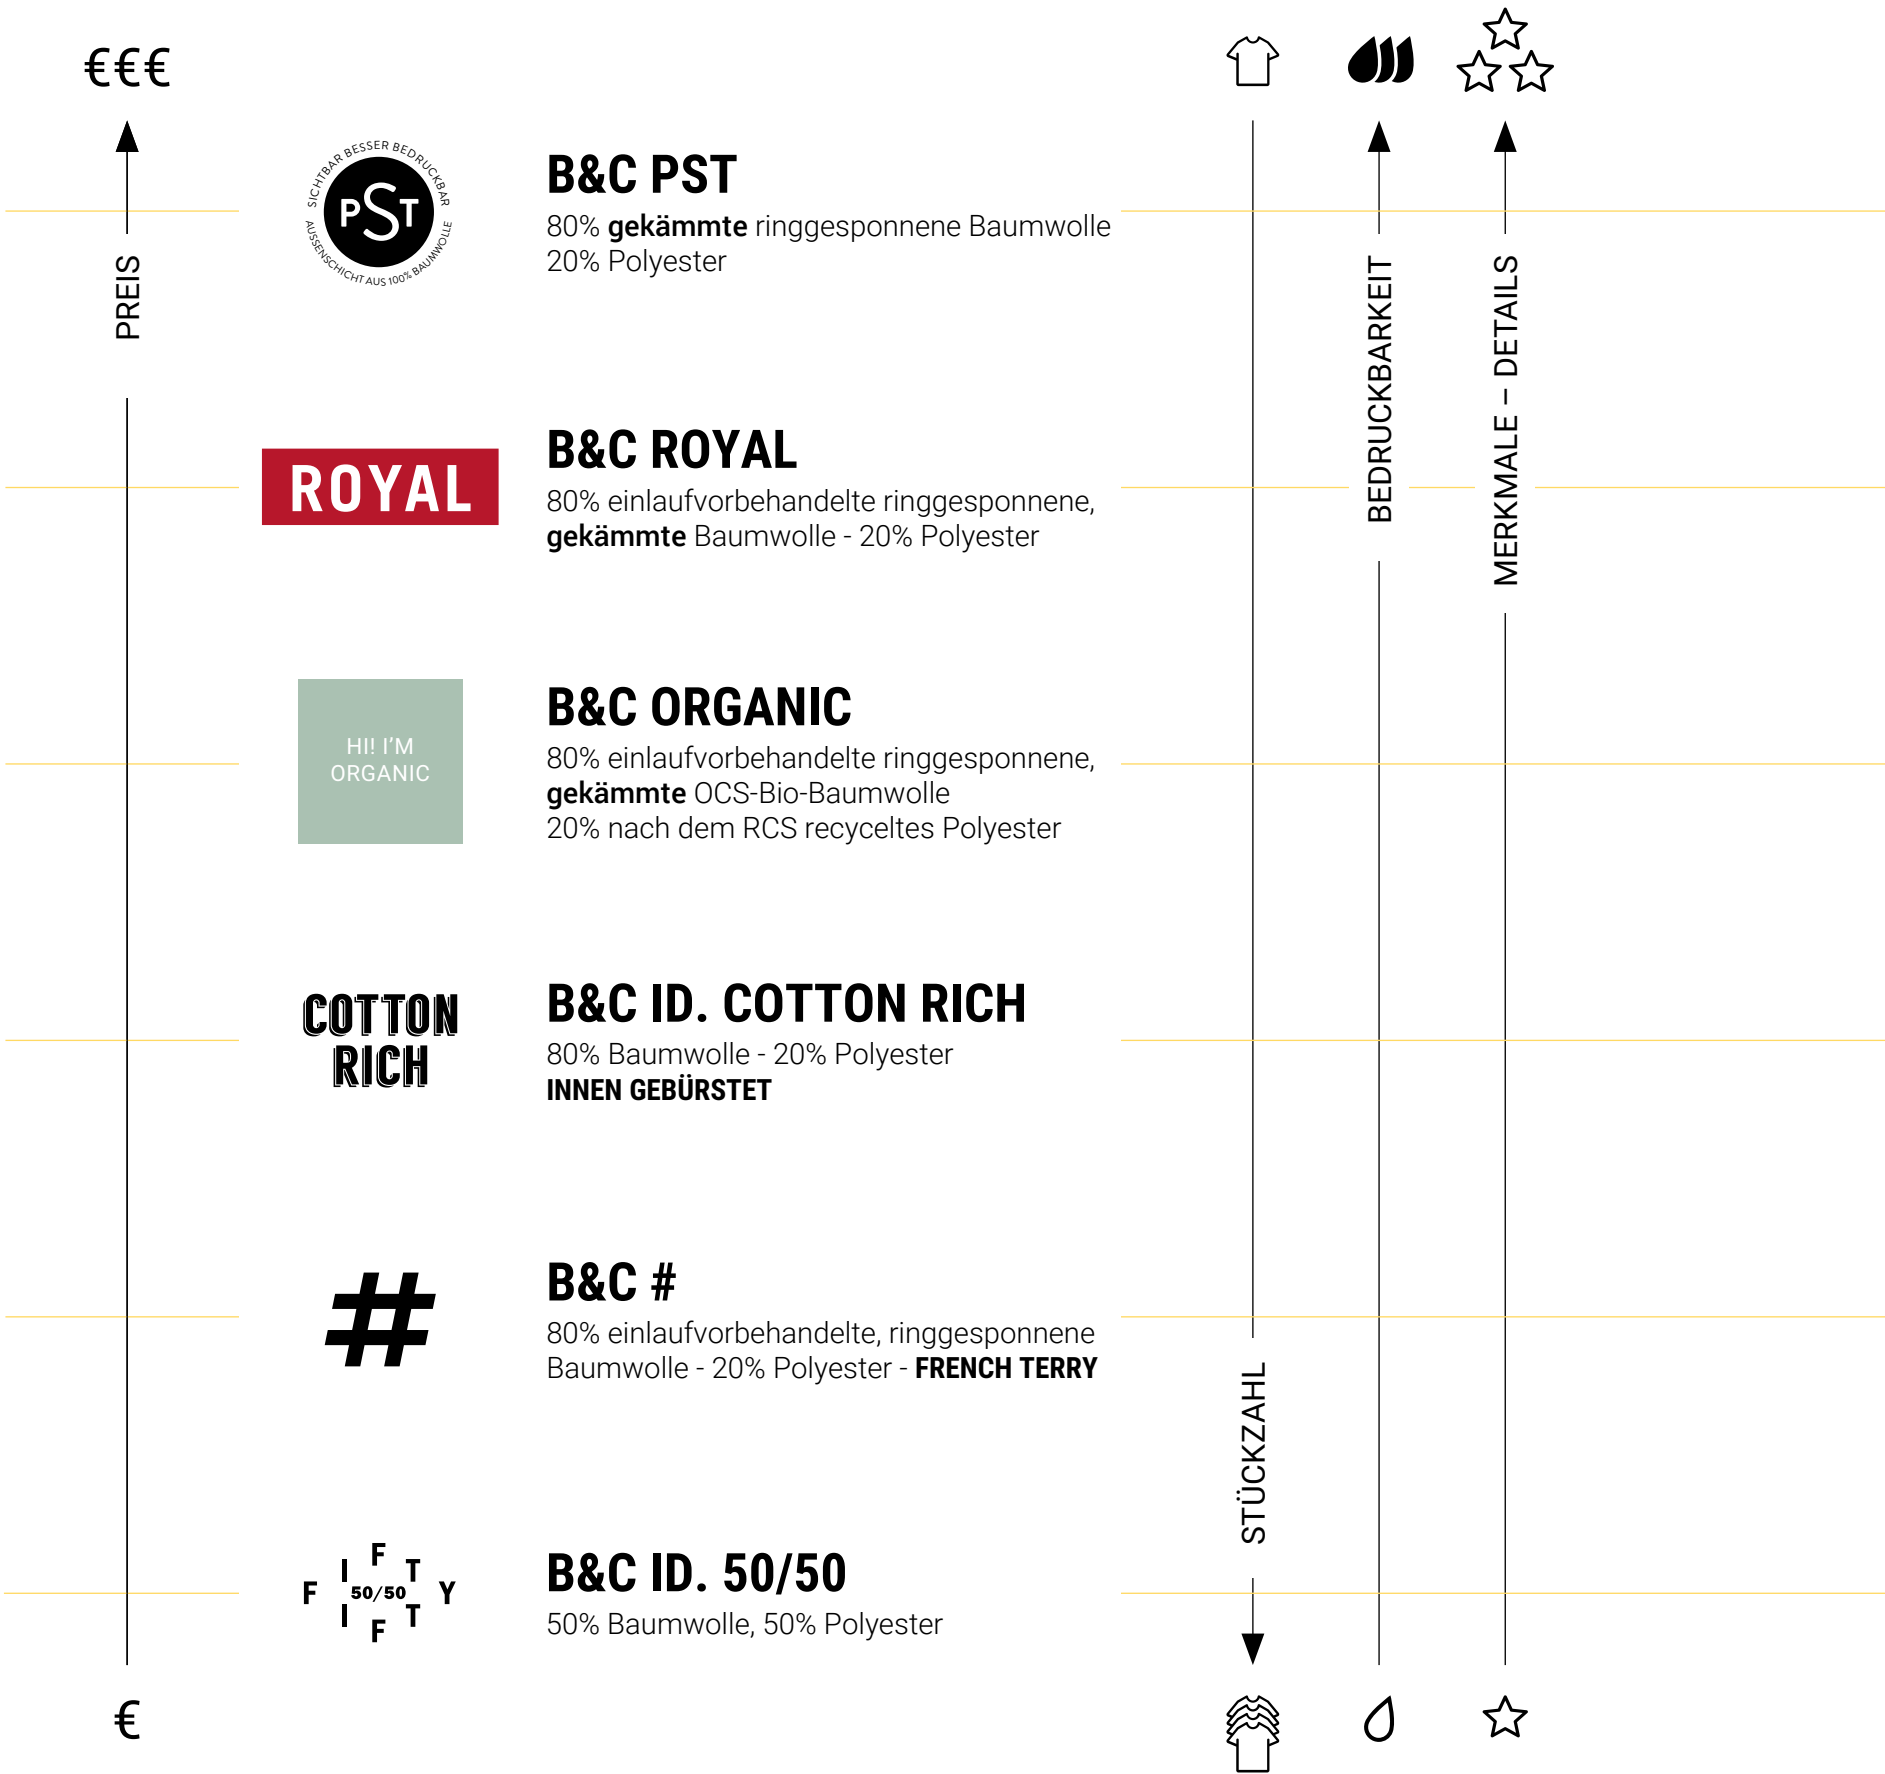 €€€
PREIS
€
SICHTBAR BESSER BEDRUCKBAR
PST
AUSSENSCHICHT AUS 100% BAUMWOLLE
B&C PST
80% gekämmte ringgesponnene Baumwolle
20% Polyester
ROYAL
B&C ROYAL
80% einlaufvorbehandelte ringgesponnene,
gekämmte Baumwolle - 20% Polyester
HI! I'M
ORGANIC
B&C ORGANIC
80% einlaufvorbehandelte ringgesponnene,
gekämmte OCS-Bio-Baumwolle
20% nach dem RCS recyceltes Polyester
COTTON
RICH
B&C ID. COTTON RICH
80% Baumwolle - 20% Polyester
INNEN GEBÜRSTET
#
B&C #
80% einlaufvorbehandelte, ringgesponnene
Baumwolle - 20% Polyester - FRENCH TERRY
FIFTY
50/50
FIFTY
B&C ID. 50/50
50% Baumwolle, 50% Polyester
STÜCKZAHL
BEDRUCKBARKEIT
MERKMALE – DETAILS